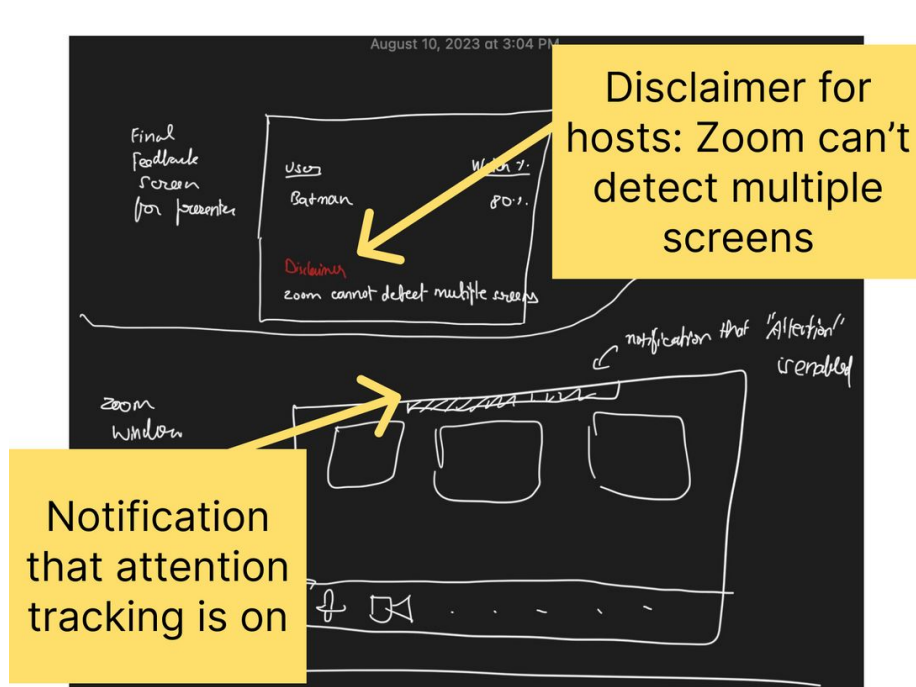 August 10, 2023 at 3:04 PM
Disclaimer for
hosts: Zoom can’t
detect multiple
screens
Final
Feedback
Screen
for presenter
User Watch %.
Batman 80%.
Disclaimer
zoom cannot detect multiple screens
notification that "Attention"
is enabled
zoom
window
Notification
that attention
tracking is on